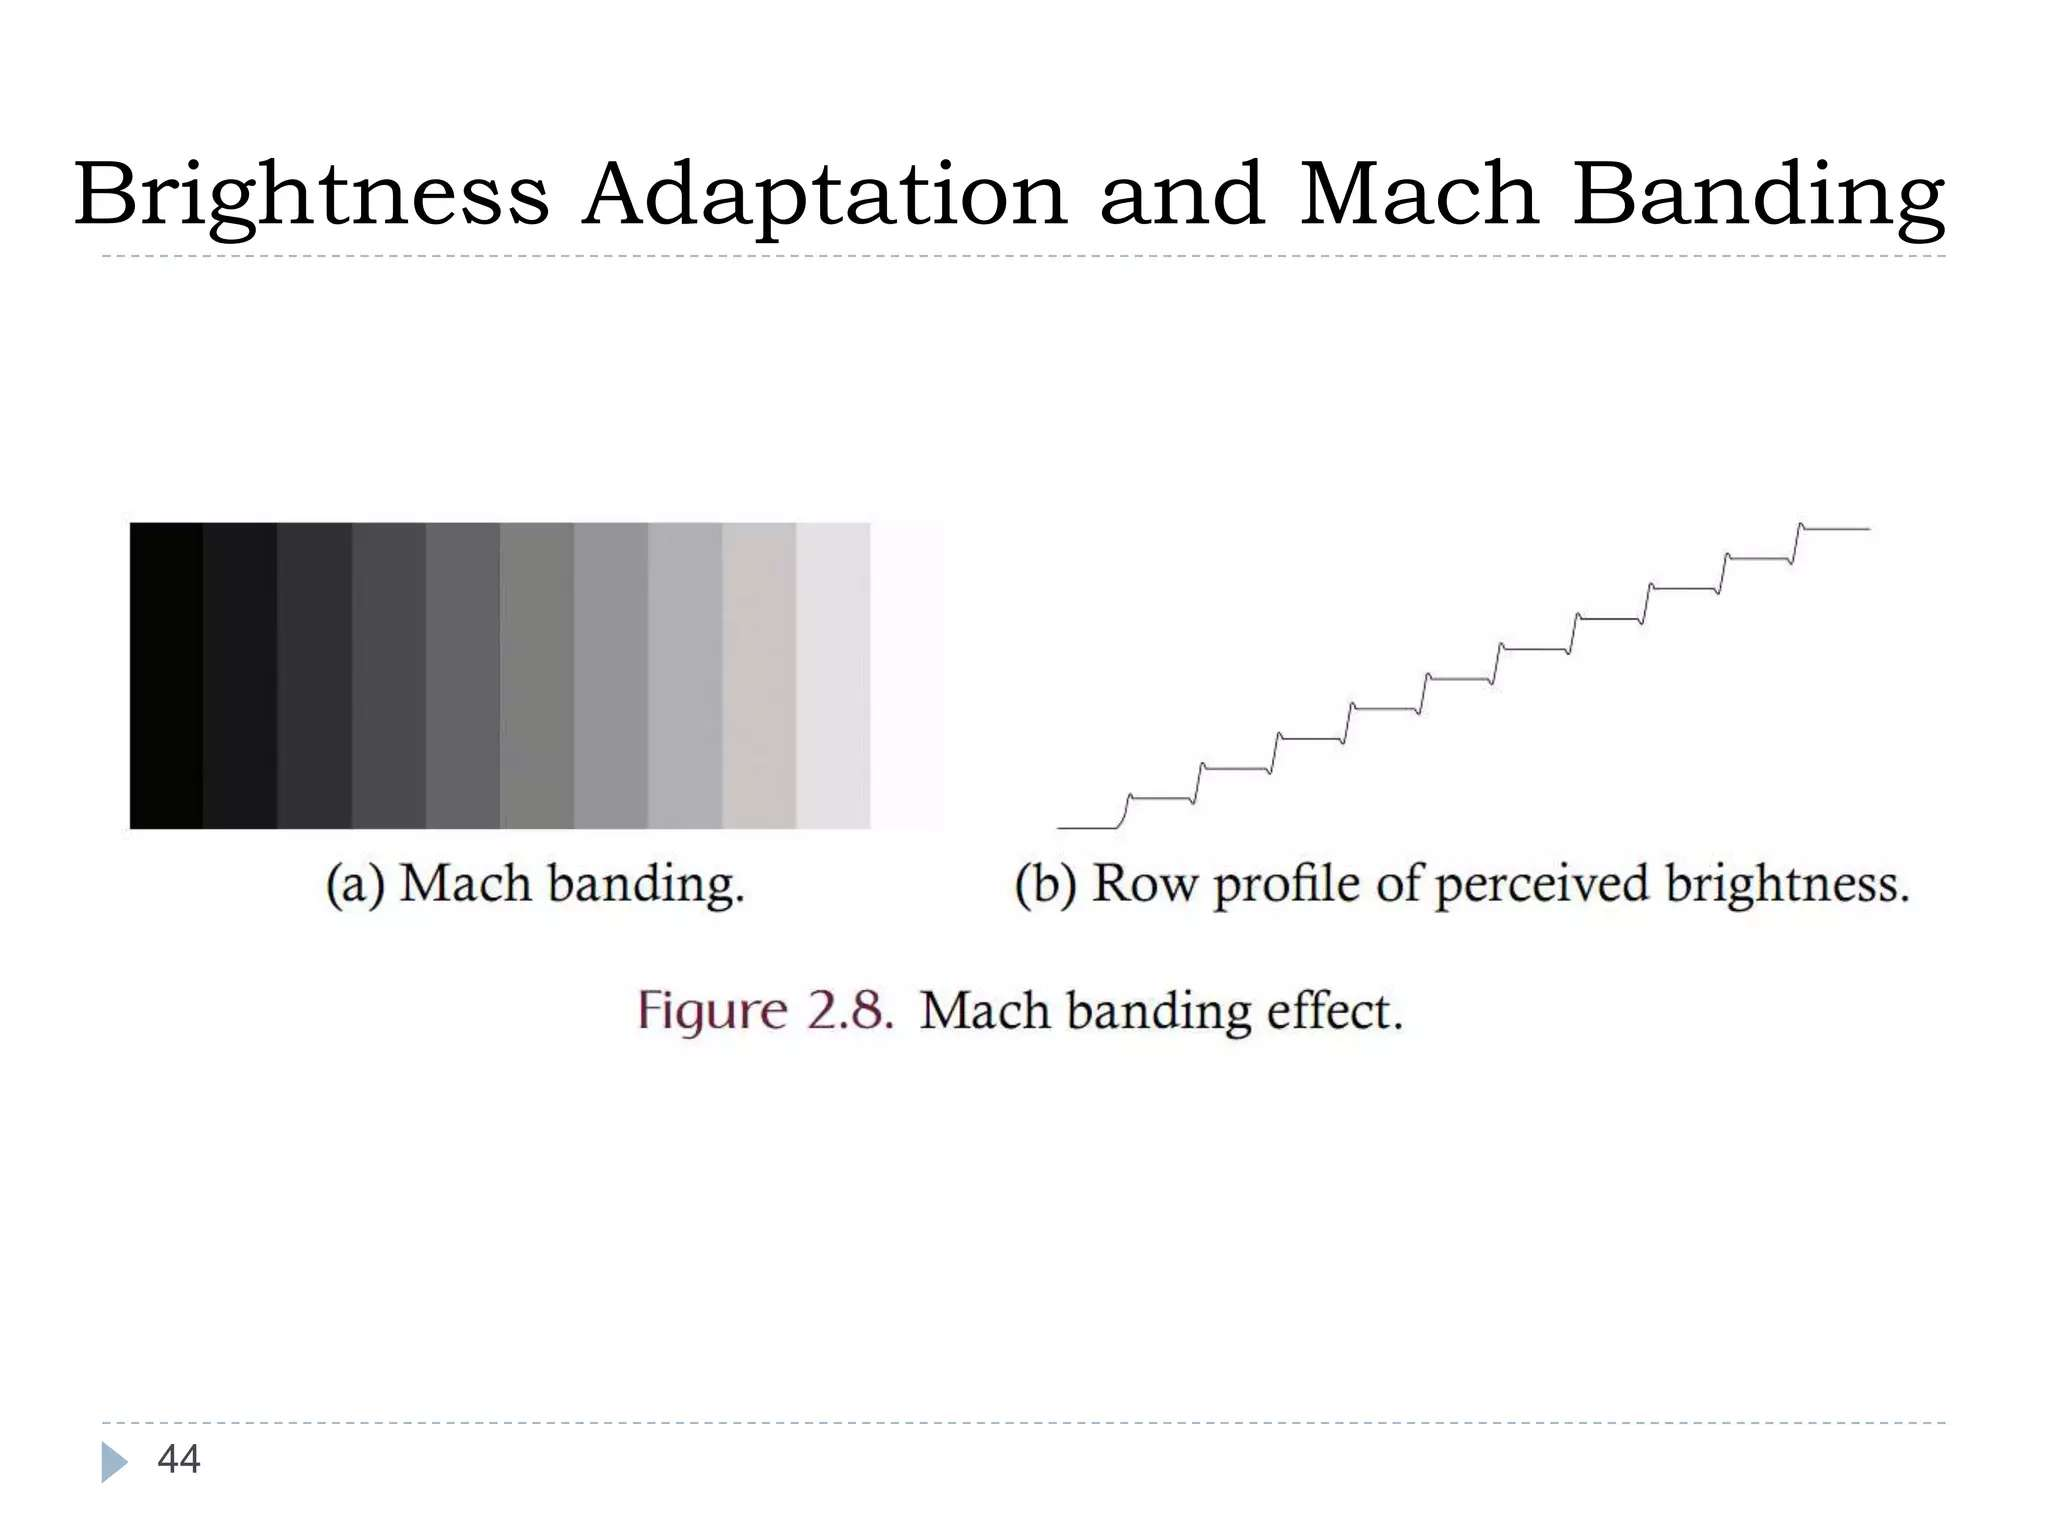 Brightness Adaptation and Mach Banding
(a) Mach banding.
(b) Row profile of perceived brightness.
Figure 2.8. Mach banding effect.
44